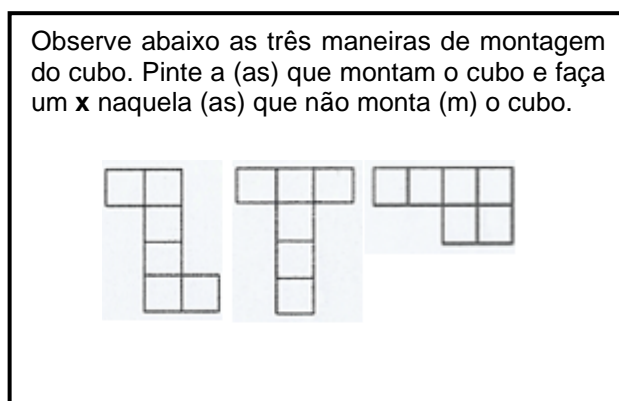 Observe abaixo as três maneiras de montagem
do cubo. Pinte a (as) que montam o cubo e faça
um x naquela (as) que não monta (m) o cubo.